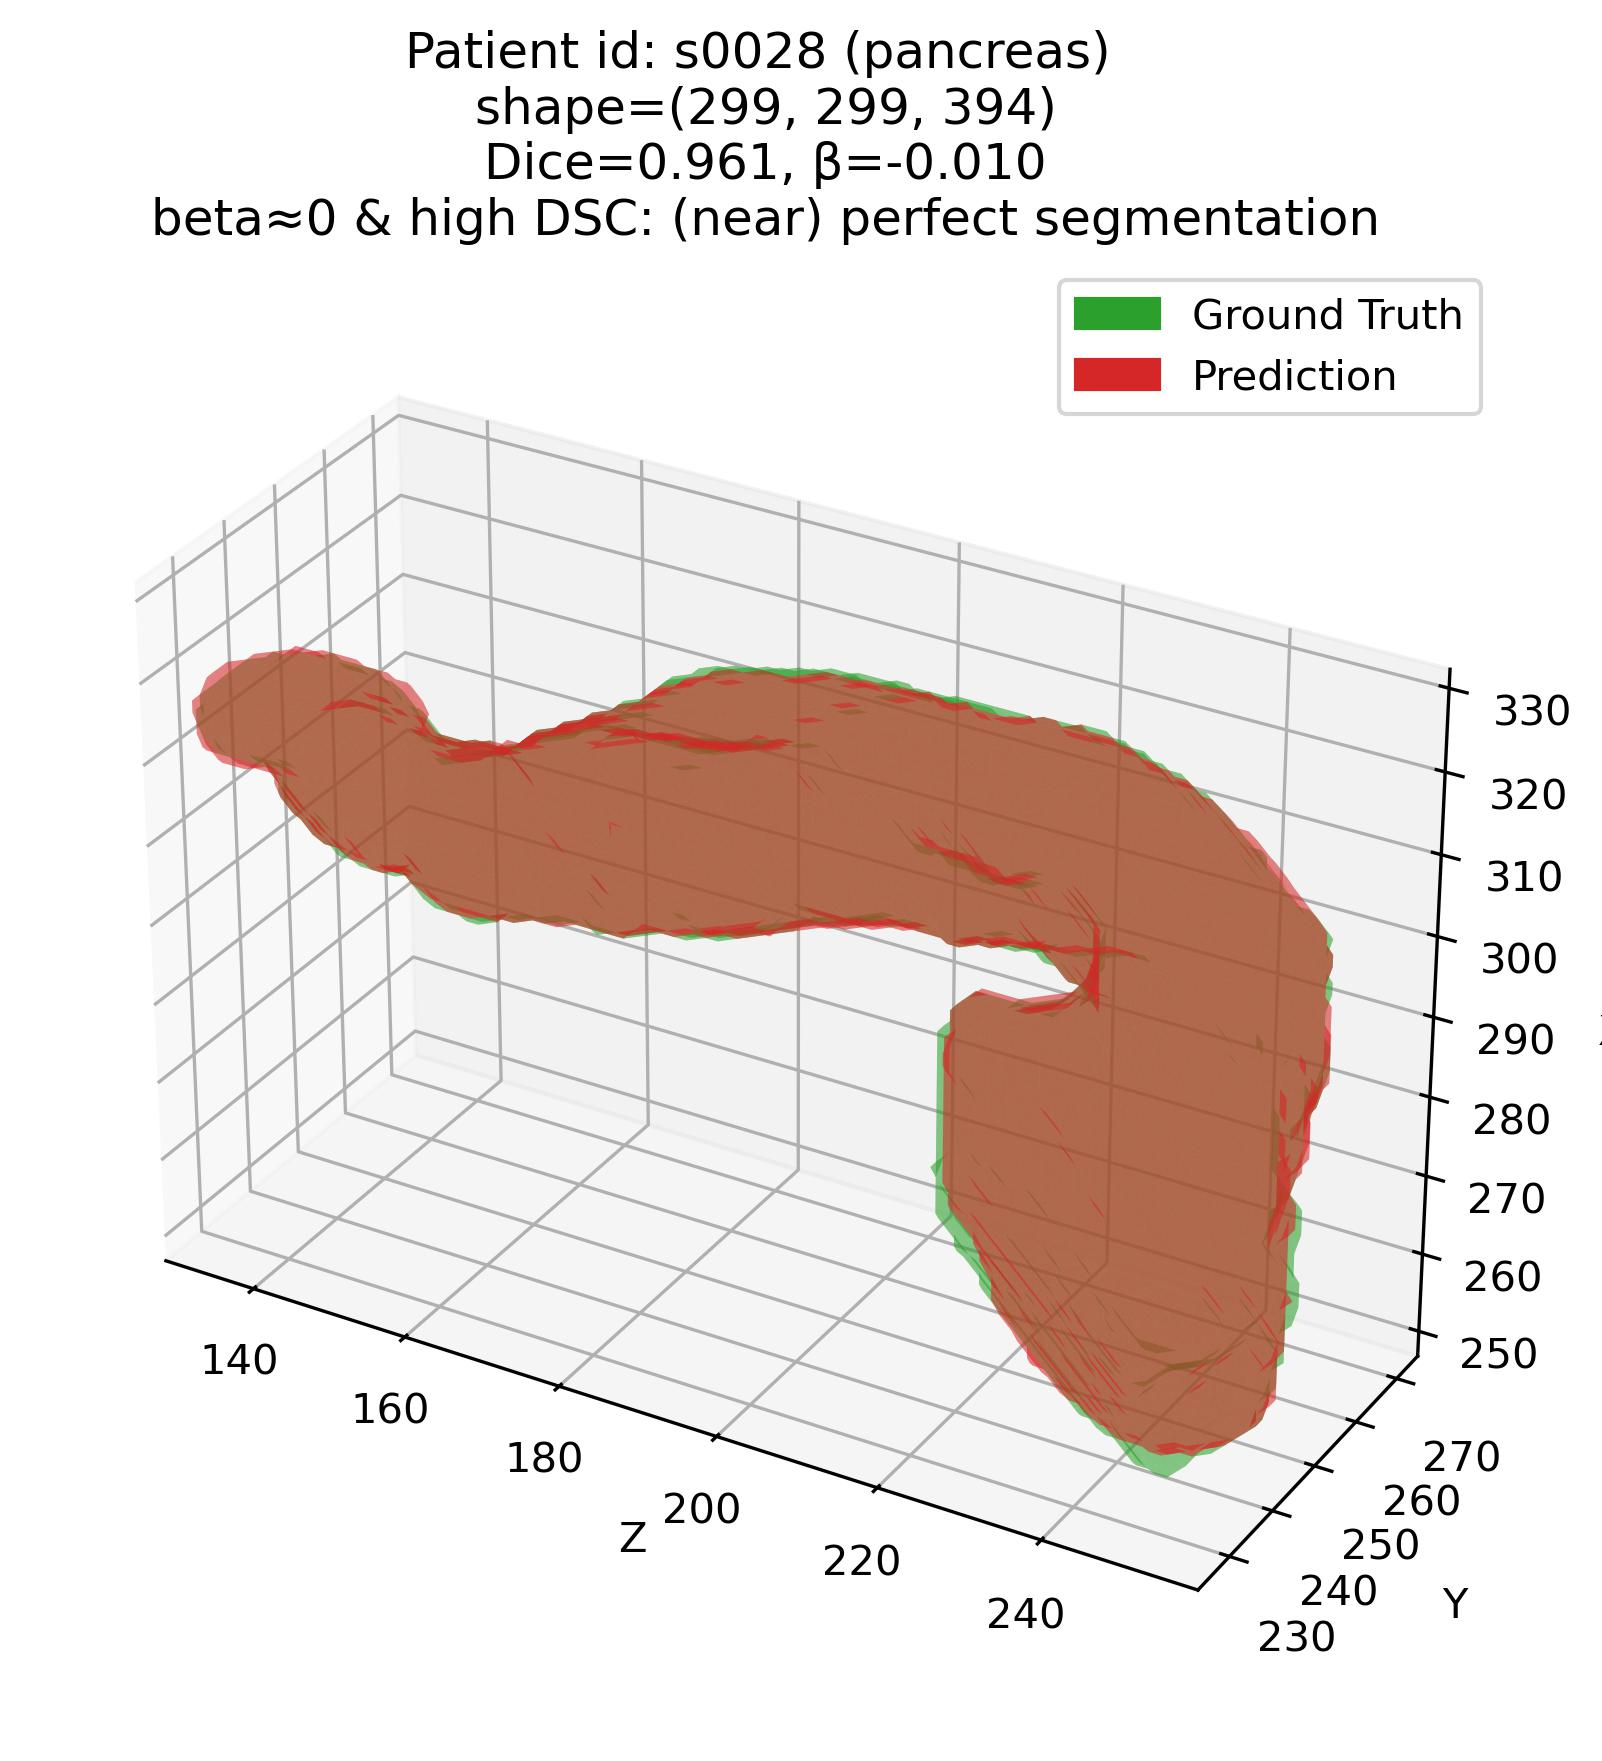 Patient id: s0028 (pancreas)
shape=(299, 299, 394)
Dice=0.961, β=-0.010
beta≈0 & high DSC: (near) perfect segmentation
Ground Truth
Prediction
330
320
310
300
290
280
270
260
250
140
160
180
200
220
240
Z
270
260
250
240
230
Y